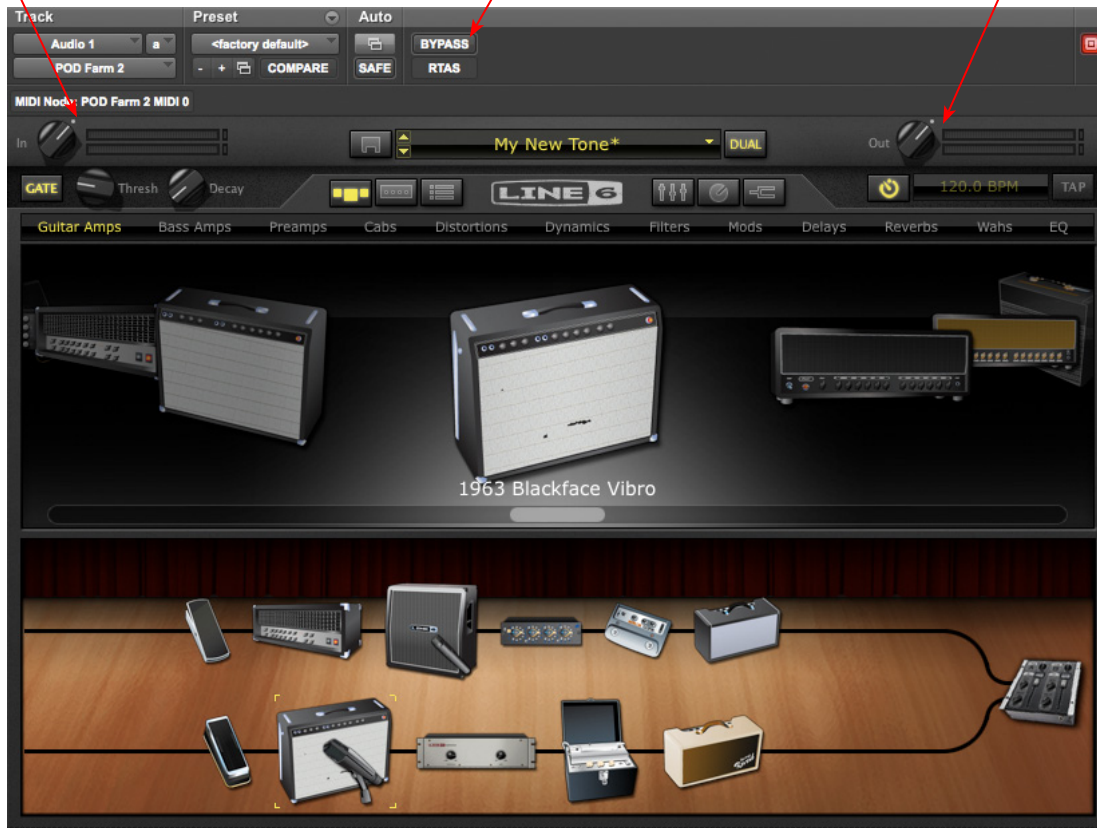 Track Preset Auto
Audio 1 a <factory default> BYPASS
POD Farm 2 - + COMPARE SAFE RTAS
MIDI Node: POD Farm 2 MIDI 0
In My New Tone* DUAL Out
GATE Thresh Decay LINE 6 120.0 BPM TAP
Guitar Amps Bass Amps Preamps Cabs Distortions Dynamics Filters Mods Delays Reverbs Wahs EQ
1963 Blackface Vibro